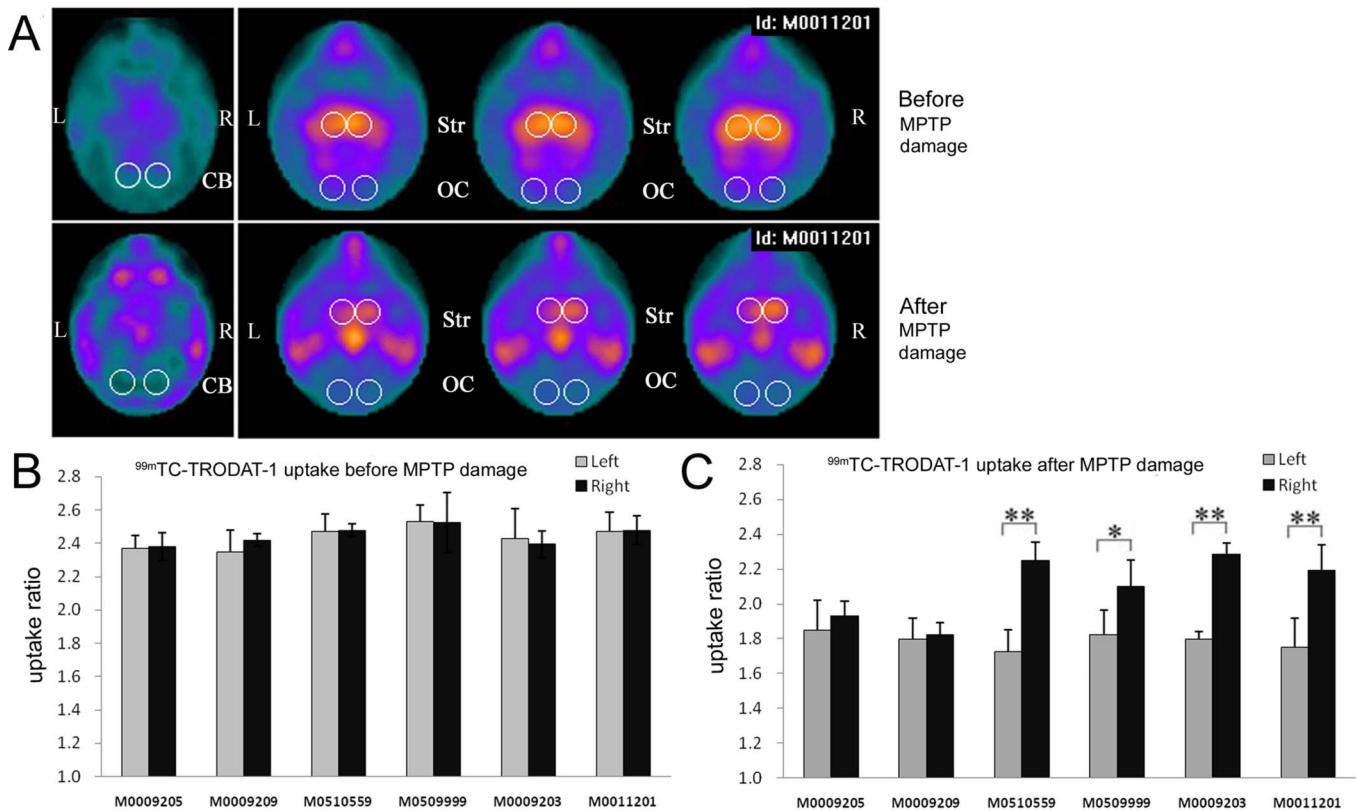 A
Id: M0011201
L
R
CB
L
Str
OC
Str
OC
R
Before
MPTP
damage
Id: M0011201
L
R
CB
L
Str
OC
Str
OC
R
After
MPTP
damage
B
99mTC-TRODAT-1 uptake before MPTP damage
Left
Right
uptake ratio
2.8
2.6
2.4
2.2
2.0
1.8
1.6
1.4
1.2
1.0
M0009205 M0009209 M0510559 M0509999 M0009203 M0011201
C
99mTC-TRODAT-1 uptake after MPTP damage
Left
Right
uptake ratio
2.8
2.6
2.4
2.2
2.0
1.8
1.6
1.4
1.2
1.0
** * ** **
M0009205 M0009209 M0510559 M0509999 M0009203 M0011201